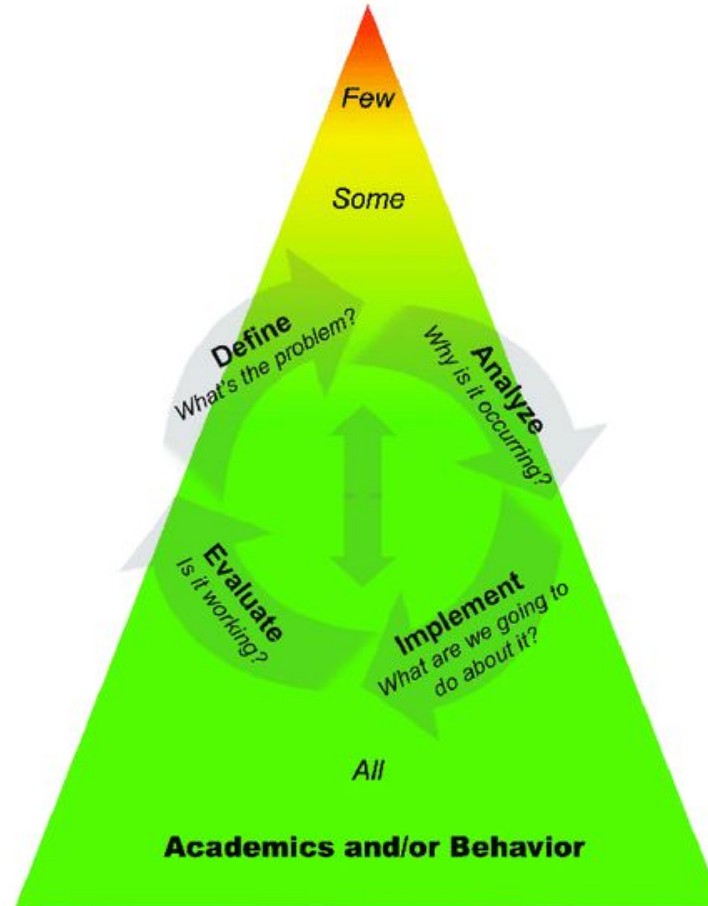 Few
Some
Define
What's the problem?
Analyze
Why is it occurring?
Implement
What are we going to
do about it?
Evaluate
Is it working?
All
Academics and/or Behavior